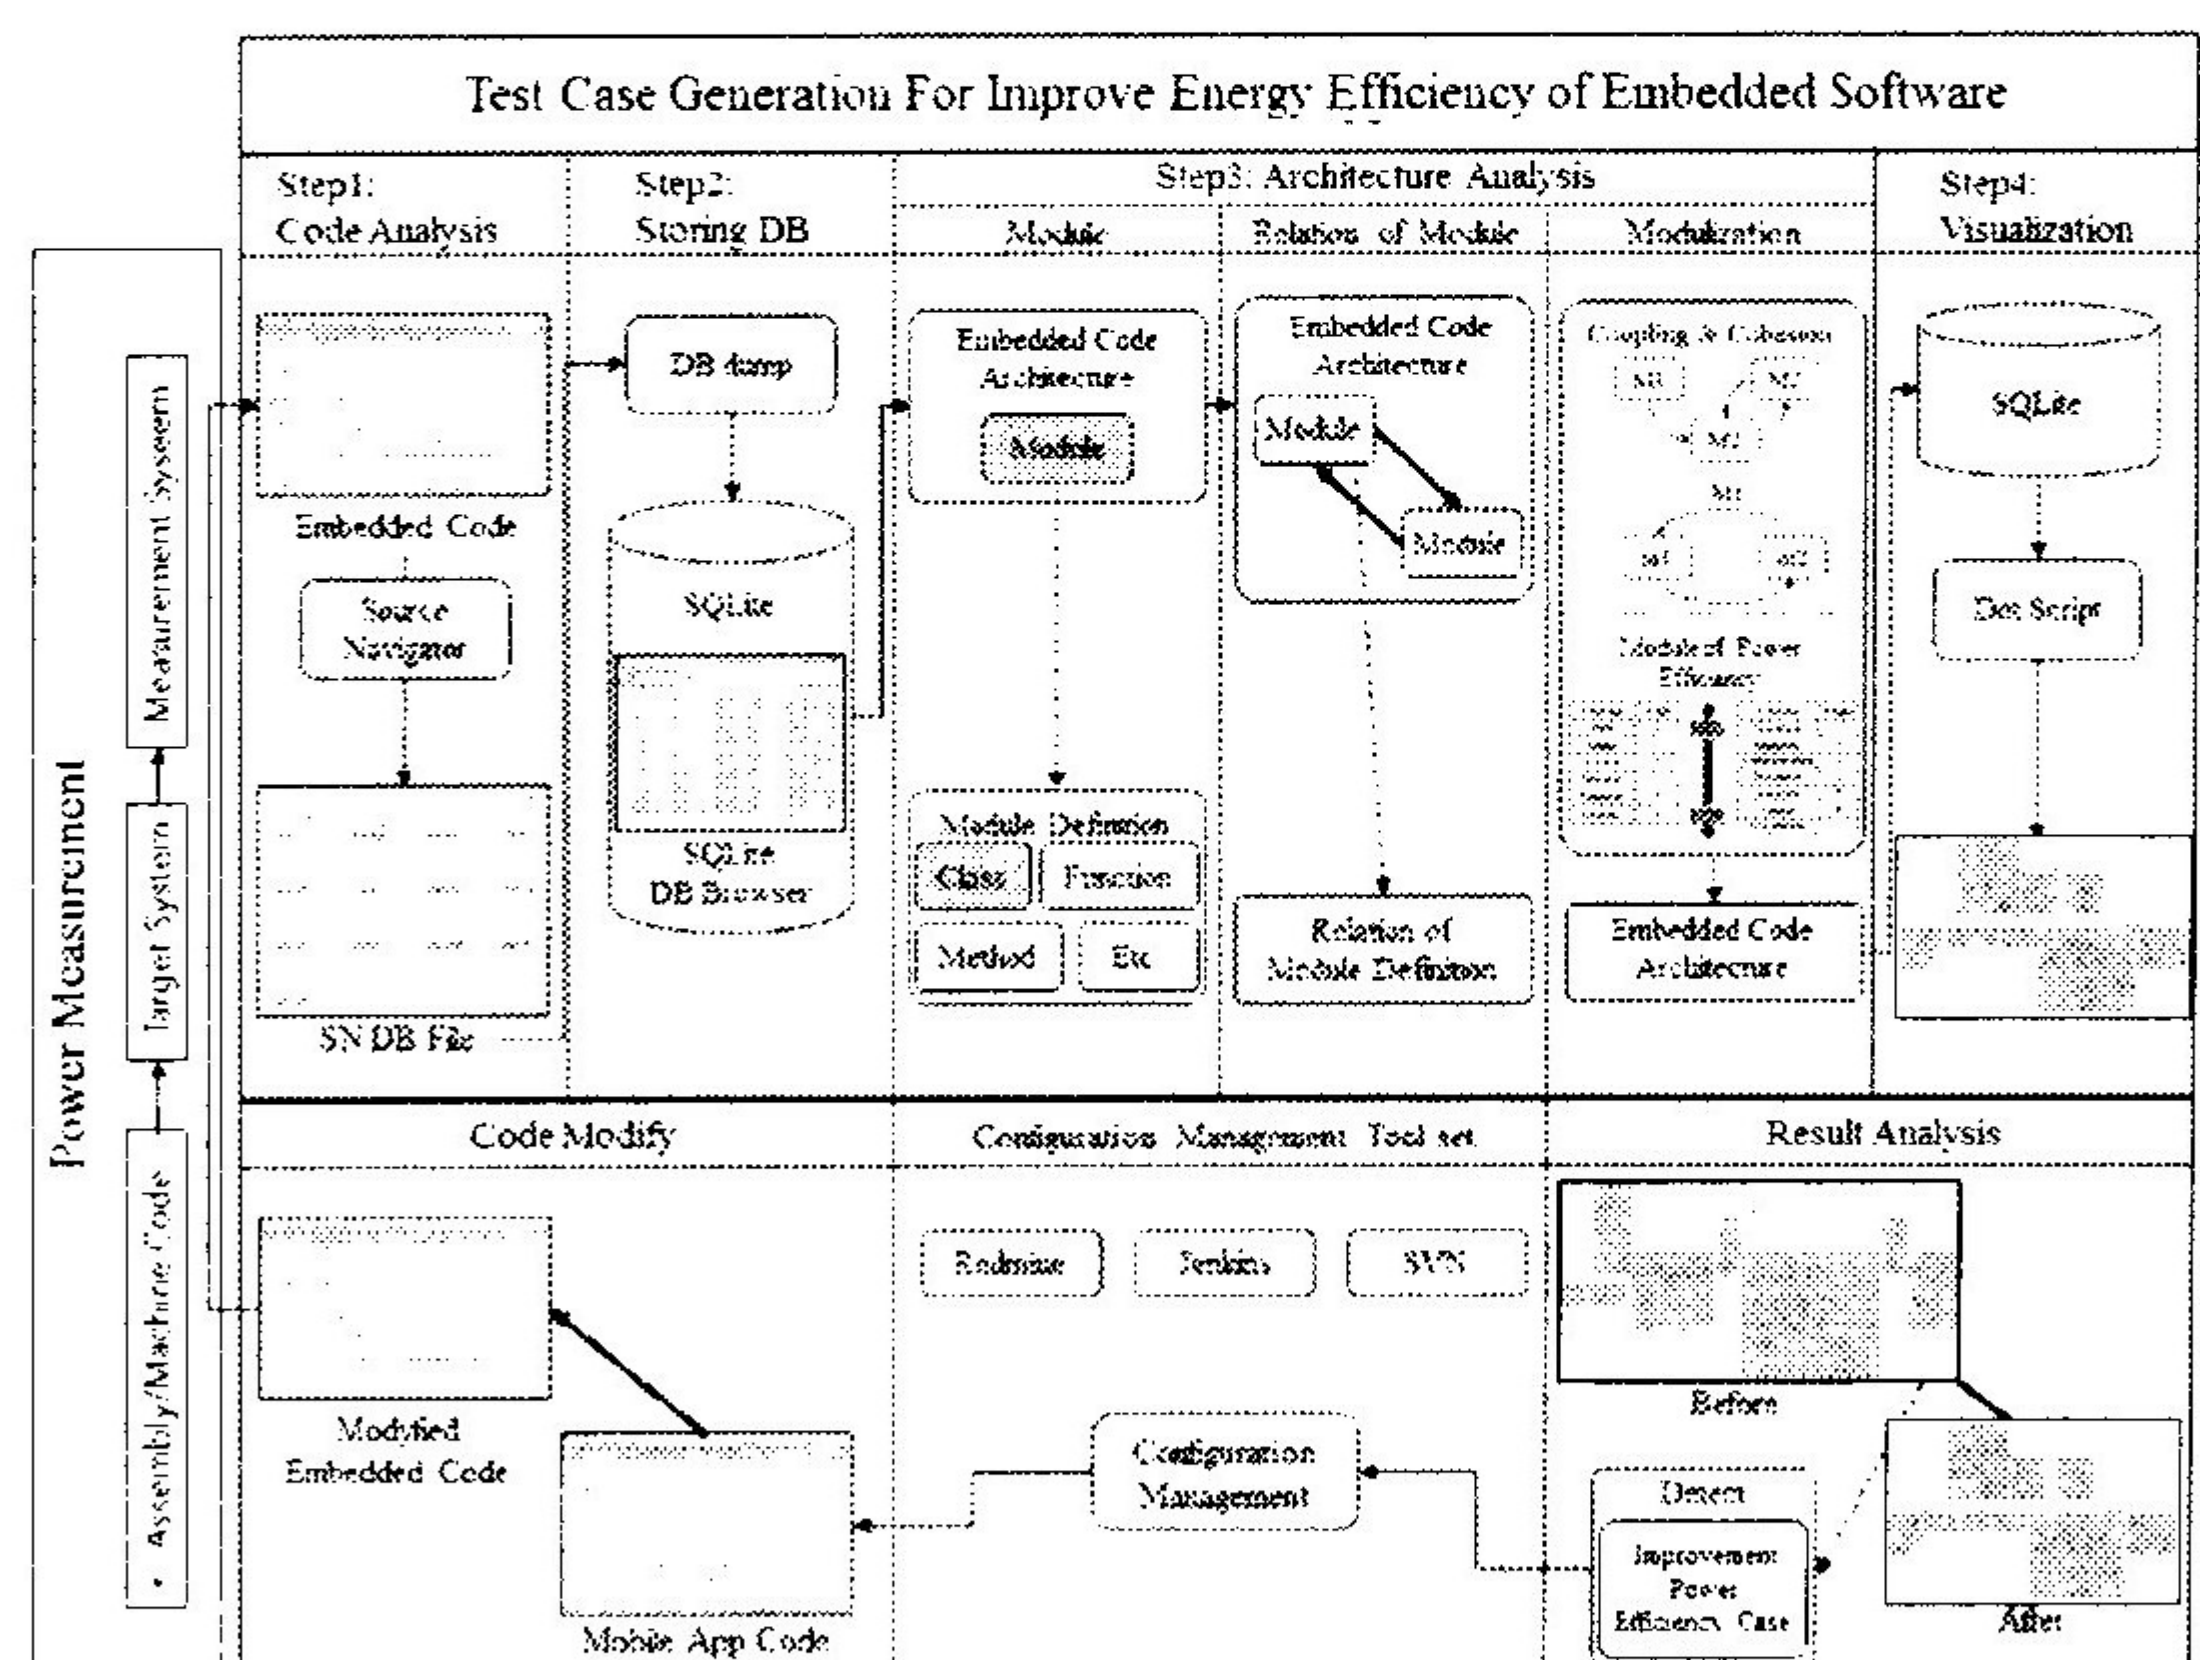 Test Case Generation For Improve Energy Efficiency of Embedded Software
Step1:
Code Analysis
Step2:
Storing DB
Step3: Architecture Analysis
Module
Relation of Module
Modulization
Step4:
Visualization
Power Measurement
Measurement System
Target System
Assembly/Machine Code
Embedded Code
Source
Navigator
SN DB File
DB dump
SQLite
SQLite
DB Browser
Embedded Code
Architecture
Module
Module Definition
Class
Function
Method
Etc
Embedded Code
Architecture
Module
Module
Relation of
Module Definition
Coupling & Cohesion
M1
Module of Power
Efficiency
Embedded Code
Architecture
SQLite
Dot Script
Code Modify
Configuration Management Tool set
Result Analysis
Modyfied
Embedded Code
Mobile App Code
Redmine
Jenkins
SVN
Configuration
Management
Before
Detect
Improvement
Power
Efficiency Case
After